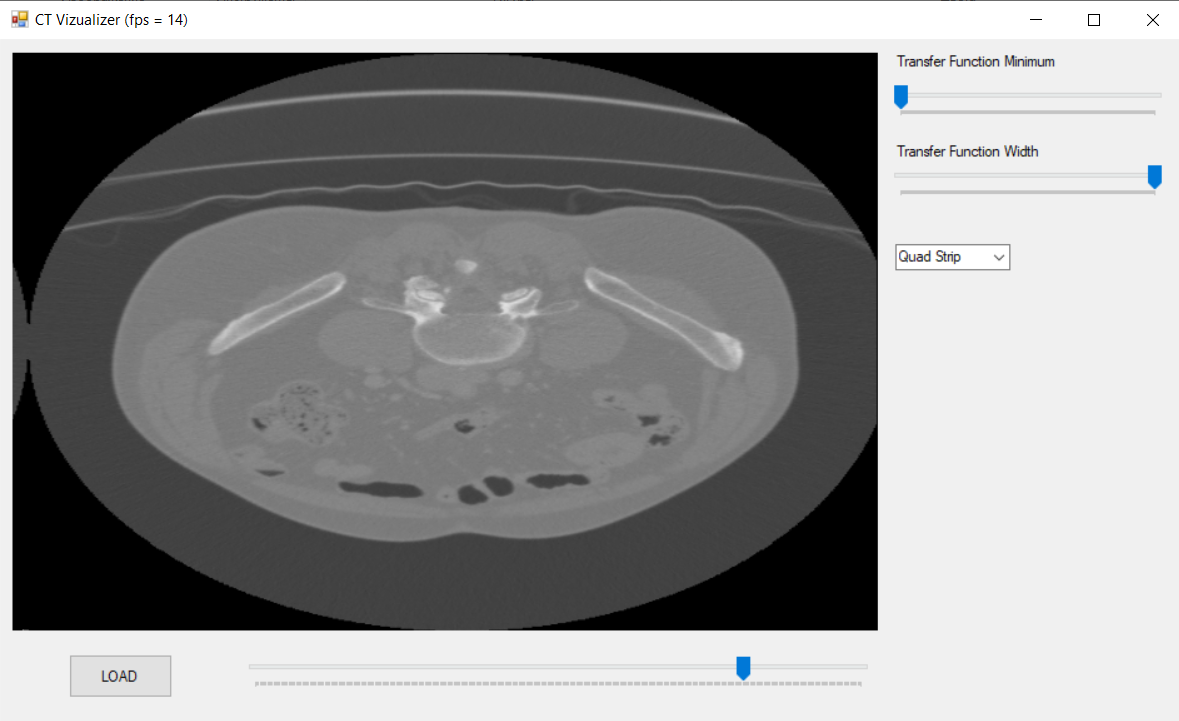 CT Vizualizer (fps = 14)
Transfer Function Minimum
Transfer Function Width
Quad Strip
LOAD